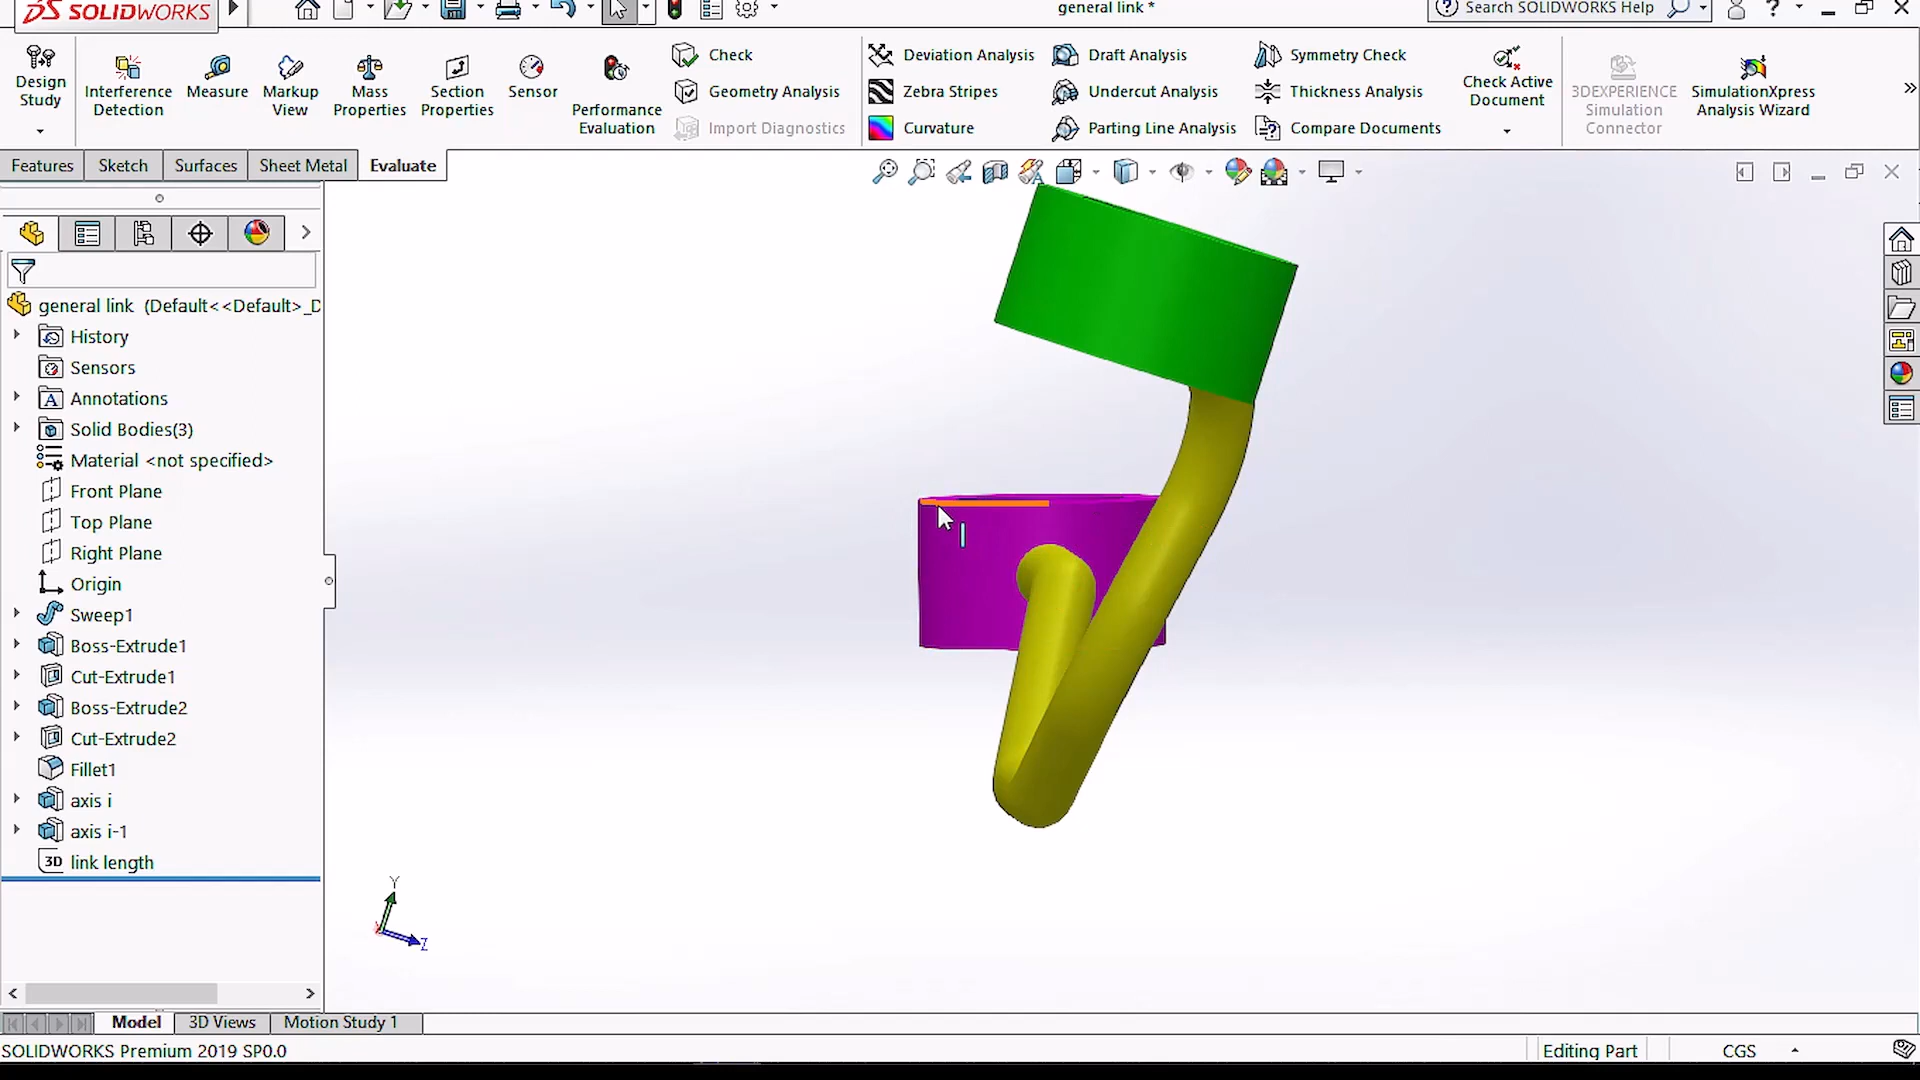 SOLIDWORKS
general link *
Search SOLIDWORKS Help
Design Study
Interference Detection
Measure
Markup View
Mass Properties
Section Properties
Sensor
Performance Evaluation
Check
Geometry Analysis
Import Diagnostics
Deviation Analysis
Zebra Stripes
Curvature
Draft Analysis
Undercut Analysis
Parting Line Analysis
Symmetry Check
Thickness Analysis
Compare Documents
Check Active Document
3DEXPERIENCE Simulation Connector
SimulationXpress Analysis Wizard
Features Sketch Surfaces Sheet Metal Evaluate
general link (Default<<Default>_D
History
Sensors
Annotations
Solid Bodies(3)
Material <not specified>
Front Plane
Top Plane
Right Plane
Origin
Sweep1
Boss-Extrude1
Cut-Extrude1
Boss-Extrude2
Cut-Extrude2
Fillet1
axis i
axis i-1
3D link length
Y
Z
Model 3D Views Motion Study 1
SOLIDWORKS Premium 2019 SP0.0
Editing Part
CGS